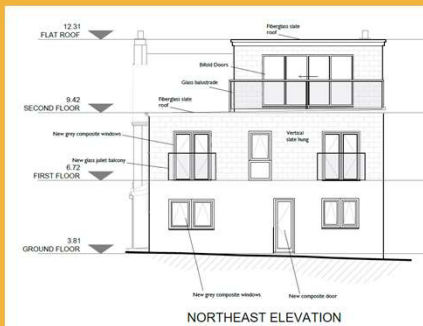 12.31
FLAT ROOF
Fiberglass slate
roof
Bifold Doors
Glass balustrade
9.42
SECOND FLOOR
Fiberglass slate
roof
New grey composite windows
Vertical
slate hung
New glass juliet balcony
6.72
FIRST FLOOR
3.81
GROUND FLOOR
New grey composite windows
New composite door
NORTHEAST ELEVATION